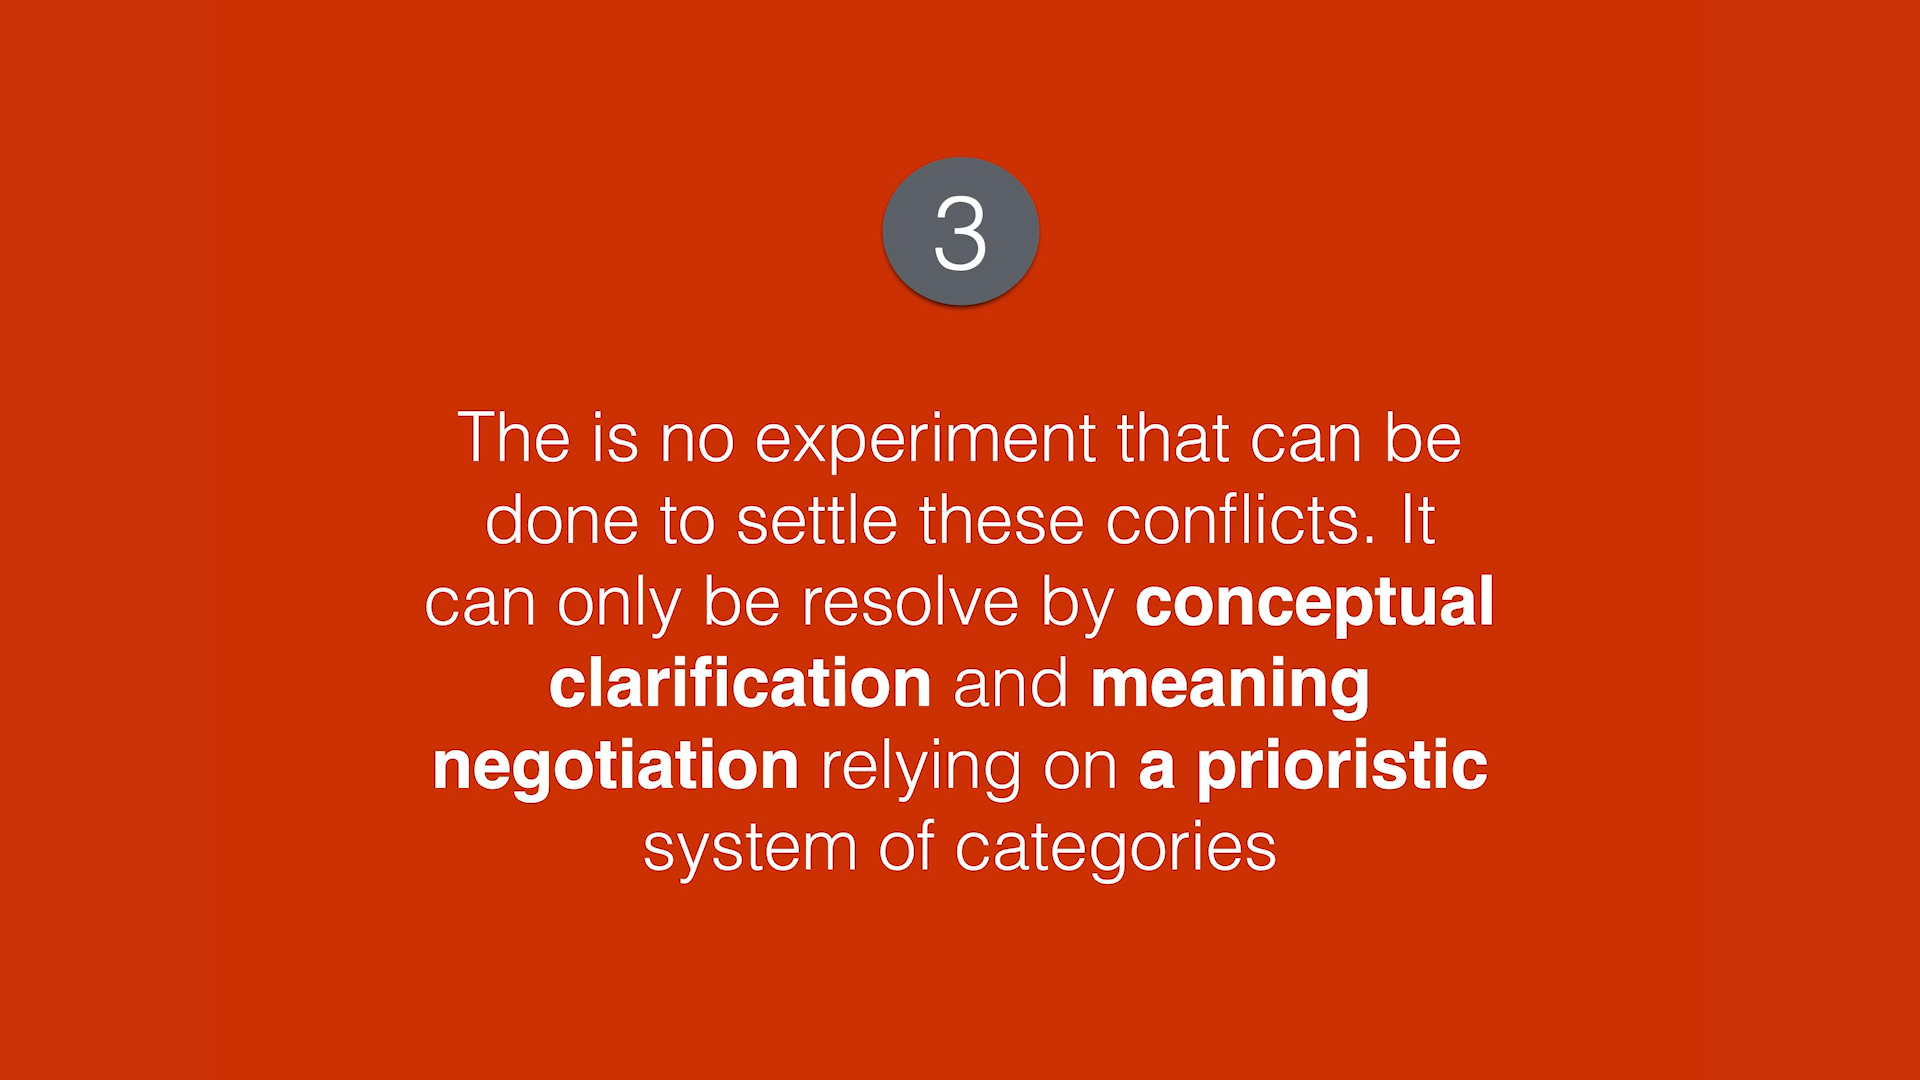 3
The is no experiment that can be
done to settle these conflicts. It
can only be resolve by conceptual
clarification and meaning
negotiation relying on a prioristic
system of categories